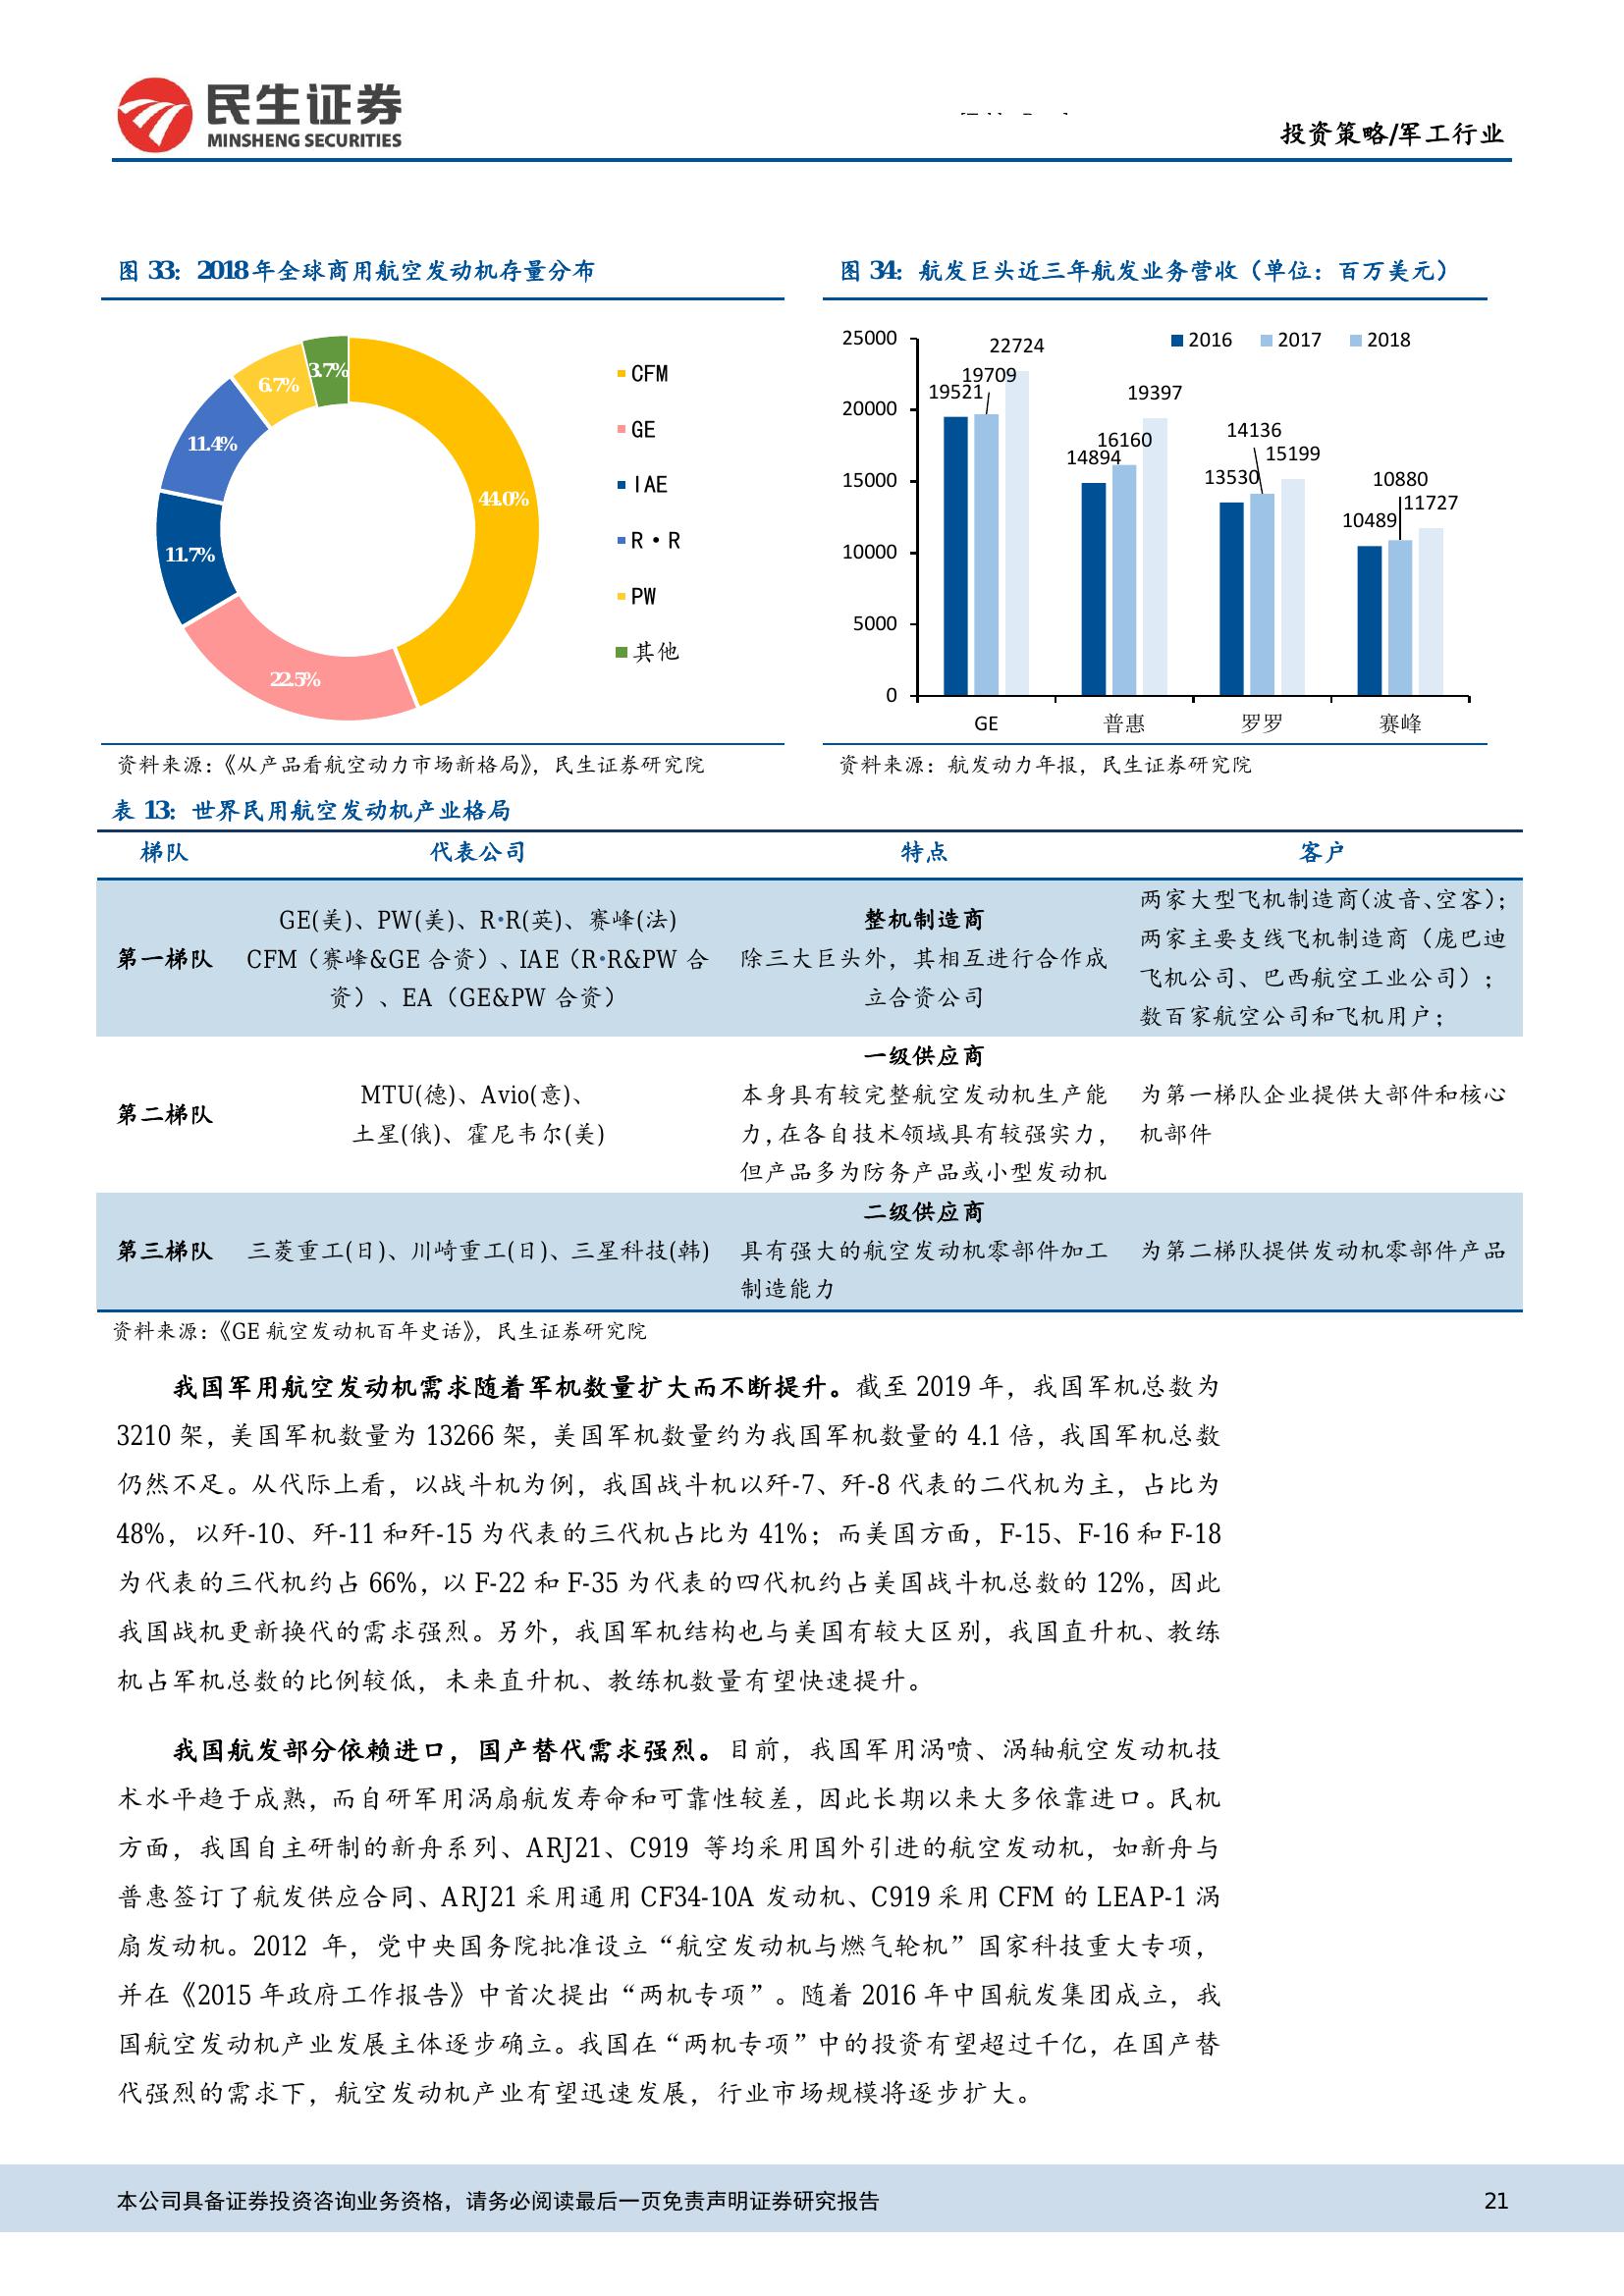 民生证券
MINSHENG SECURITIES
投资策略/军工行业
图 33：2018年全球商用航空发动机存量分布
44.0%
22.5%
11.7%
11.4%
6.7%
3.7%
CFM
GE
IAE
R·R
PW
其他
资料来源：《从产品看航空动力市场新格局》，民生证券研究院
图 34：航发巨头近三年航发业务营收（单位：百万美元）
2016 2017 2018
25000
20000
15000
10000
5000
0
19521 19709 22724
14894 16160 19397
13530 14136 15199
10489 10880 11727
GE 普惠 罗罗 赛峰
资料来源：航发动力年报，民生证券研究院
表 13：世界民用航空发动机产业格局
梯队 代表公司 特点 客户
第一梯队
GE(美)、PW(美)、R·R(英)、赛峰(法)
CFM（赛峰&GE 合资）、IAE（R·R&PW 合
资）、EA（GE&PW 合资）
整机制造商
除三大巨头外，其相互进行合作成
立合资公司
两家大型飞机制造商(波音、空客)；
两家主要支线飞机制造商（庞巴迪
飞机公司、巴西航空工业公司）；
数百家航空公司和飞机用户；
第二梯队
MTU(德)、Avio(意)、
土星(俄)、霍尼韦尔(美)
一级供应商
本身具有较完整航空发动机生产能
力，在各自技术领域具有较强实力，
但产品多为防务产品或小型发动机
为第一梯队企业提供大部件和核心
机部件
第三梯队
三菱重工(日)、川崎重工(日)、三星科技(韩)
二级供应商
具有强大的航空发动机零部件加工
制造能力
为第二梯队提供发动机零部件产品
资料来源：《GE 航空发动机百年史话》，民生证券研究院
我国军用航空发动机需求随着军机数量扩大而不断提升。截至 2019 年，我国军机总数为
3210 架，美国军机数量为 13266 架，美国军机数量约为我国军机数量的 4.1 倍，我国军机总数
仍然不足。从代际上看，以战斗机为例，我国战斗机以歼-7、歼-8 代表的二代机为主，占比为
48%，以歼-10、歼-11 和歼-15 为代表的三代机占比为 41%；而美国方面，F-15、F-16 和 F-18
为代表的三代机约占 66%，以 F-22 和 F-35 为代表的四代机约占美国战斗机总数的 12%，因此
我国战机更新换代的需求强烈。另外，我国军机结构也与美国有较大区别，我国直升机、教练
机占军机总数的比例较低，未来直升机、教练机数量有望快速提升。
我国航发部分依赖进口，国产替代需求强烈。目前，我国军用涡喷、涡轴航空发动机技
术水平趋于成熟，而自研军用涡扇航发寿命和可靠性较差，因此长期以来大多依靠进口。民机
方面，我国自主研制的新舟系列、ARJ21、C919 等均采用国外引进的航空发动机，如新舟与
普惠签订了航发供应合同、ARJ21 采用通用 CF34-10A 发动机、C919 采用 CFM 的 LEAP-1 涡
扇发动机。2012 年，党中央国务院批准设立“航空发动机与燃气轮机”国家科技重大专项，
并在《2015 年政府工作报告》中首次提出“两机专项”。随着 2016 年中国航发集团成立，我
国航空发动机产业发展主体逐步确立。我国在“两机专项”中的投资有望超过千亿，在国产替
代强烈的需求下，航空发动机产业有望迅速发展，行业市场规模将逐步扩大。
本公司具备证券投资咨询业务资格，请务必阅读最后一页免责声明证券研究报告 21